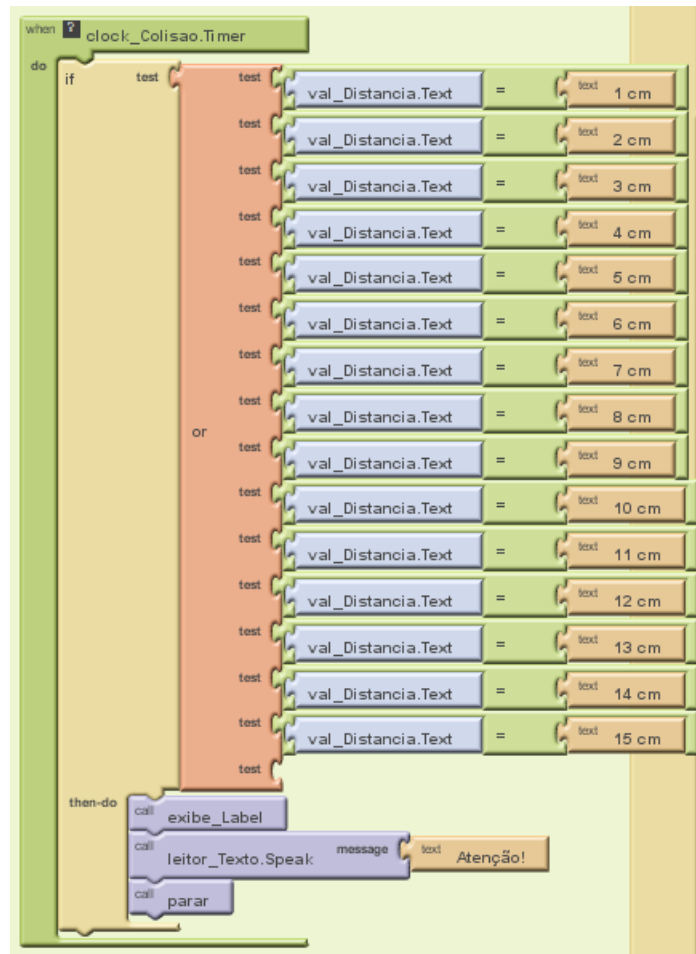 when ? clock_Colisao.Timer
do if test or test val_Distancia.Text = text 1 cm
test val_Distancia.Text = text 2 cm
test val_Distancia.Text = text 3 cm
test val_Distancia.Text = text 4 cm
test val_Distancia.Text = text 5 cm
test val_Distancia.Text = text 6 cm
test val_Distancia.Text = text 7 cm
test val_Distancia.Text = text 8 cm
test val_Distancia.Text = text 9 cm
test val_Distancia.Text = text 10 cm
test val_Distancia.Text = text 11 cm
test val_Distancia.Text = text 12 cm
test val_Distancia.Text = text 13 cm
test val_Distancia.Text = text 14 cm
test val_Distancia.Text = text 15 cm
test
then-do call exibe_Label
call leitor_Texto.Speak message text Atenção!
call parar